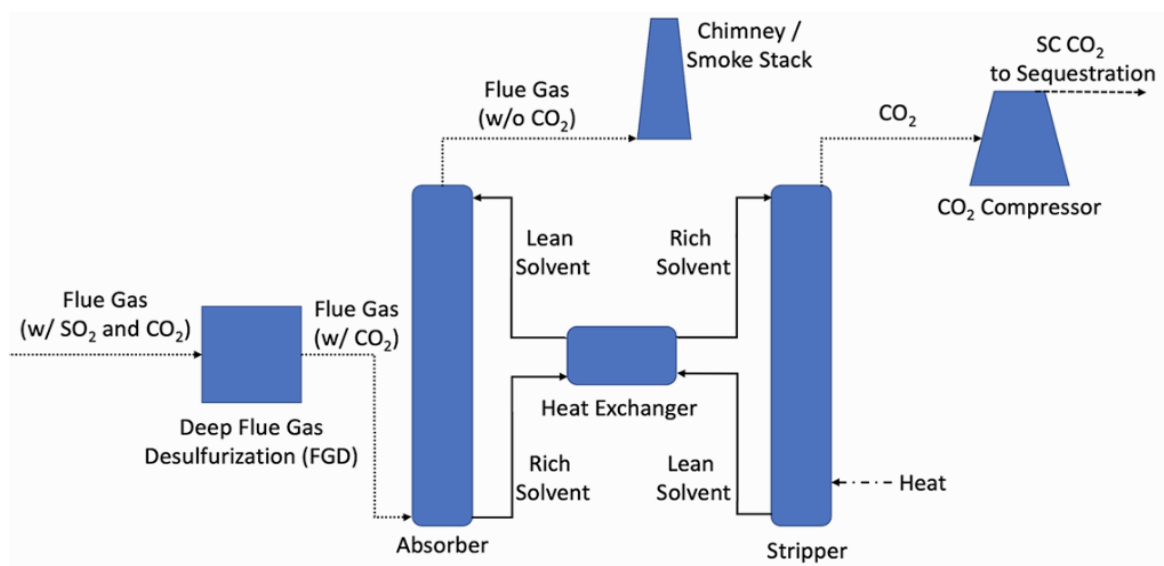 Chimney /
Smoke Stack
SC CO₂
to Sequestration
Flue Gas
(w/o CO₂)
CO₂
CO₂ Compressor
Lean
Solvent
Rich
Solvent
Flue Gas
(w/ SO₂ and CO₂)
Flue Gas
(w/ CO₂)
Heat Exchanger
Deep Flue Gas
Desulfurization (FGD)
Rich
Solvent
Lean
Solvent
Heat
Absorber
Stripper